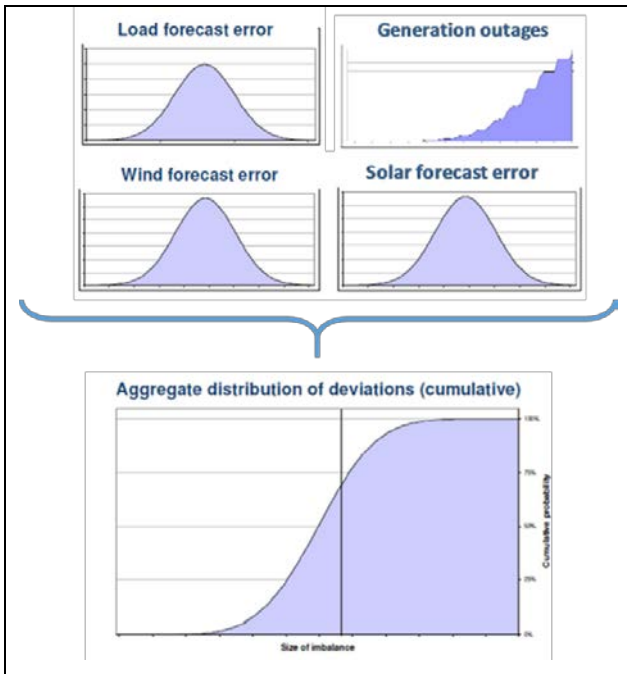 Load forecast error
Generation outages
Wind forecast error
Solar forecast error
Aggregate distribution of deviations (cumulative)
100%
75%
50%
25%
0%
Cumulative probability
Size of imbalance